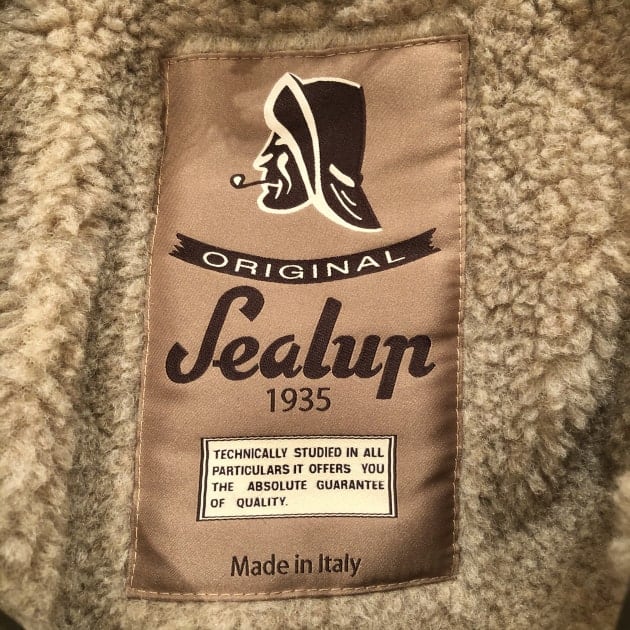 ORIGINAL
Sealup
1935
TECHNICALLY STUDIED IN ALL
PARTICULARS IT OFFERS YOU
THE ABSOLUTE GUARANTEE
OF QUALITY.
Made in Italy